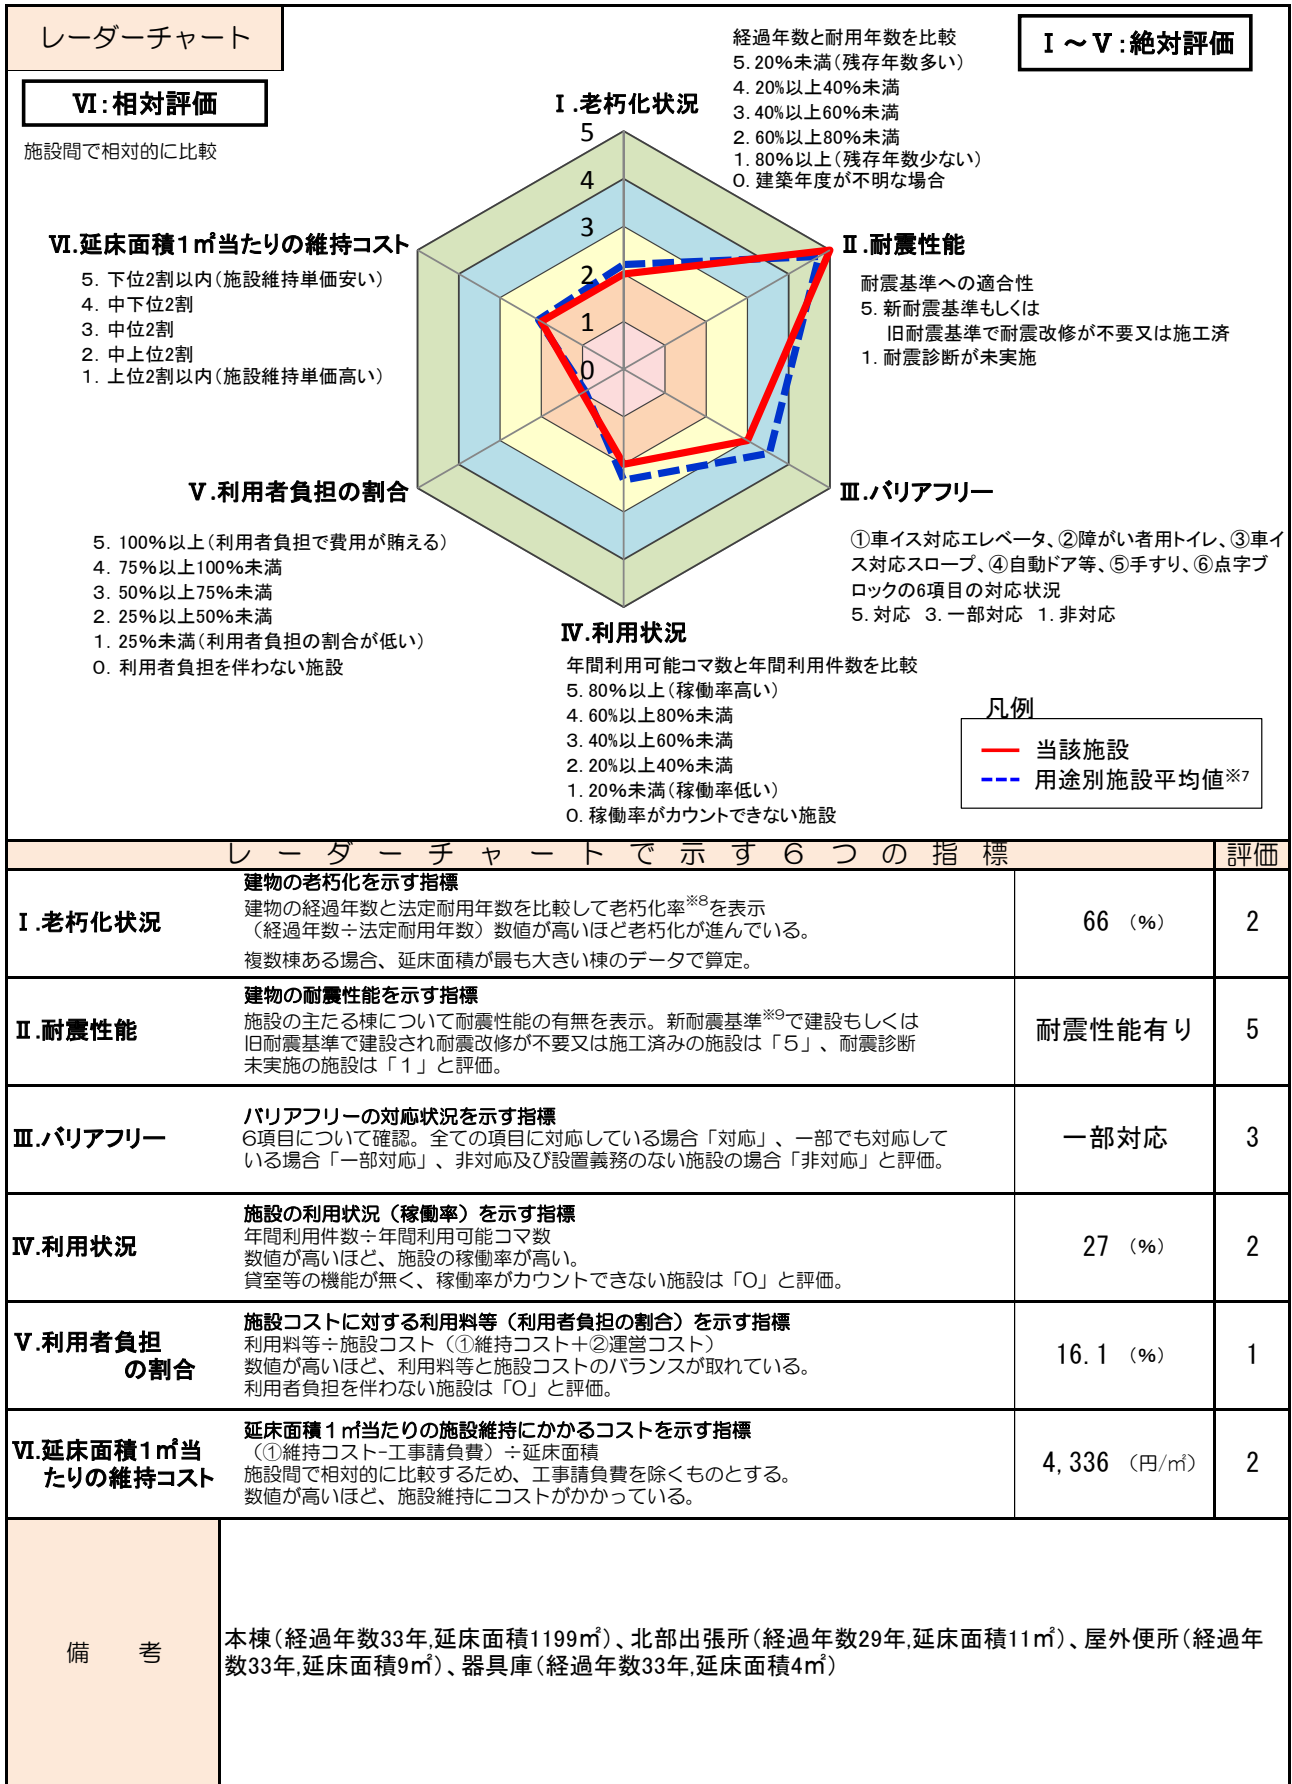 レーダーチャート
Ⅰ～Ⅴ:絶対評価
Ⅵ:相対評価
施設間で相対的に比較
Ⅰ.老朽化状況
経過年数と耐用年数を比較
5.20%未満(残存年数多い)
4.20%以上40%未満
3.40%以上60%未満
2.60%以上80%未満
1.80%以上(残存年数少ない)
0.建築年度が不明な場合
5
4
3
2
1
0
Ⅱ.耐震性能
耐震基準への適合性
5.新耐震基準もしくは
旧耐震基準で耐震改修が不要又は施工済
1.耐震診断が未実施
Ⅵ.延床面積1㎡当たりの維持コスト
5. 下位2割以内(施設維持単価安い)
4. 中下位2割
3. 中位2割
2. 中上位2割
1. 上位2割以内(施設維持単価高い)
Ⅲ.バリアフリー
①車イス対応エレベータ、②障がい者用トイレ、③車イ
ス対応スロープ、④自動ドア等、⑤手すり、⑥点字ブ
ロックの6項目の対応状況
5.対応 3.一部対応 1.非対応
Ⅴ.利用者負担の割合
5. 100%以上(利用者負担で費用が賄える)
4. 75%以上100%未満
3. 50%以上75%未満
2. 25%以上50%未満
1. 25%未満(利用者負担の割合が低い)
0. 利用者負担を伴わない施設
Ⅳ.利用状況
年間利用可能コマ数と年間利用件数を比較
5.80%以上(稼働率高い)
4.60%以上80%未満
3.40%以上60%未満
2.20%以上40%未満
1.20%未満(稼働率低い)
0.稼働率がカウントできない施設
凡例
当該施設
用途別施設平均値※7
レーダーチャートで示す6つの指標 評価
Ⅰ.老朽化状況
建物の老朽化を示す指標
建物の経過年数と法定耐用年数を比較して老朽化率※8を表示
(経過年数÷法定耐用年数)数値が高いほど老朽化が進んでいる。
複数棟ある場合、延床面積が最も大きい棟のデータで算定。
66 (%) 2
Ⅱ.耐震性能
建物の耐震性能を示す指標
施設の主たる棟について耐震性能の有無を表示。新耐震基準※9で建設もしくは
旧耐震基準で建設され耐震改修が不要又は施工済みの施設は「5」、耐震診断
未実施の施設は「1」と評価。
耐震性能有り 5
Ⅲ.バリアフリー
バリアフリーの対応状況を示す指標
6項目について確認。全ての項目に対応している場合「対応」、一部でも対応して
いる場合「一部対応」、非対応及び設置義務のない施設の場合「非対応」と評価。
一部対応 3
Ⅳ.利用状況
施設の利用状況(稼働率)を示す指標
年間利用件数÷年間利用可能コマ数
数値が高いほど、施設の稼働率が高い。
貸室等の機能が無く、稼働率がカウントできない施設は「0」と評価。
27 (%) 2
Ⅴ.利用者負担
の割合
施設コストに対する利用料等(利用者負担の割合)を示す指標
利用料等÷施設コスト(①維持コスト+②運営コスト)
数値が高いほど、利用料等と施設コストのバランスが取れている。
利用者負担を伴わない施設は「0」と評価。
16.1 (%) 1
Ⅵ.延床面積1㎡当
たりの維持コスト
延床面積1㎡当たりの施設維持にかかるコストを示す指標
(①維持コスト-工事請負費)÷延床面積
施設間で相対的に比較するため、工事請負費を除くものとする。
数値が高いほど、施設維持にコストがかかっている。
4,336 (円/㎡) 2
備 考
本棟(経過年数33年,延床面積1199㎡)、北部出張所(経過年数29年,延床面積11㎡)、屋外便所(経過年
数33年,延床面積9㎡)、器具庫(経過年数33年,延床面積4㎡)